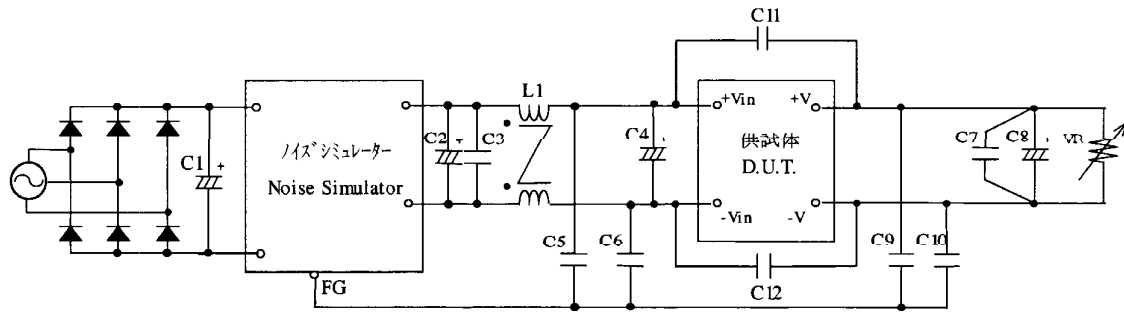 C11
L1
+Vin
+V
C1
+
ノイズシミュレーター
Noise Simulator
C2
+
C3
C4
+
供試体
D.U.T.
C7
C8
+
VR
-Vin
-V
C5
C6
C9
C10
FG
C12